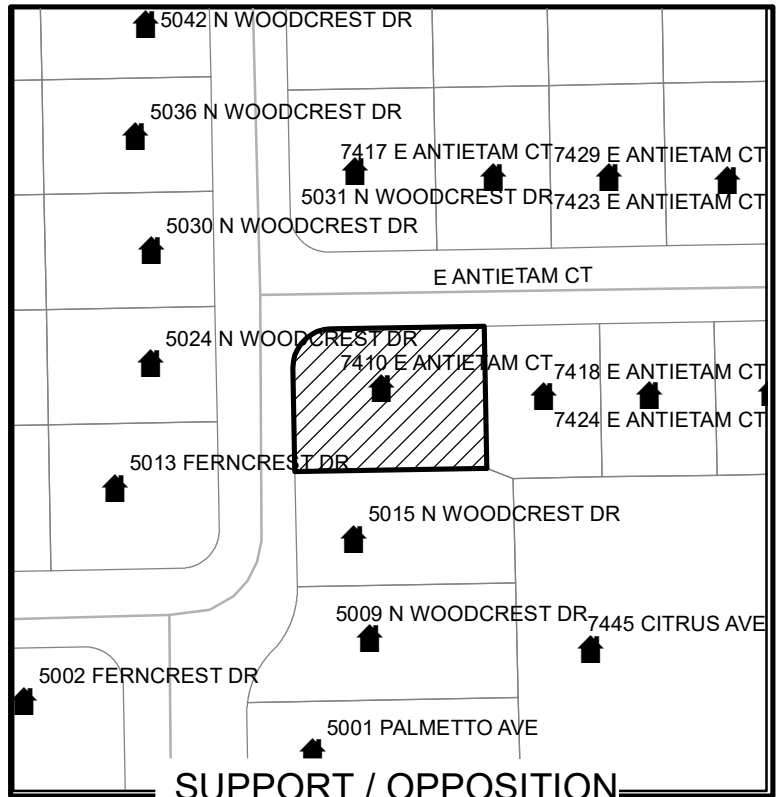 5042 N WOODCREST DR
5036 N WOODCREST DR
7417 E ANTIETAM CT
7429 E ANTIETAM CT
5031 N WOODCREST DR
7423 E ANTIETAM CT
5030 N WOODCREST DR
E ANTIETAM CT
5024 N WOODCREST DR
7410 E ANTIETAM CT
7418 E ANTIETAM CT
7424 E ANTIETAM CT
5013 FERNCREST DR
5015 N WOODCREST DR
5009 N WOODCREST DR
7445 CITRUS AVE
5002 FERNCREST DR
5001 PALMETTO AVE
SUPPORT / OPPOSITION